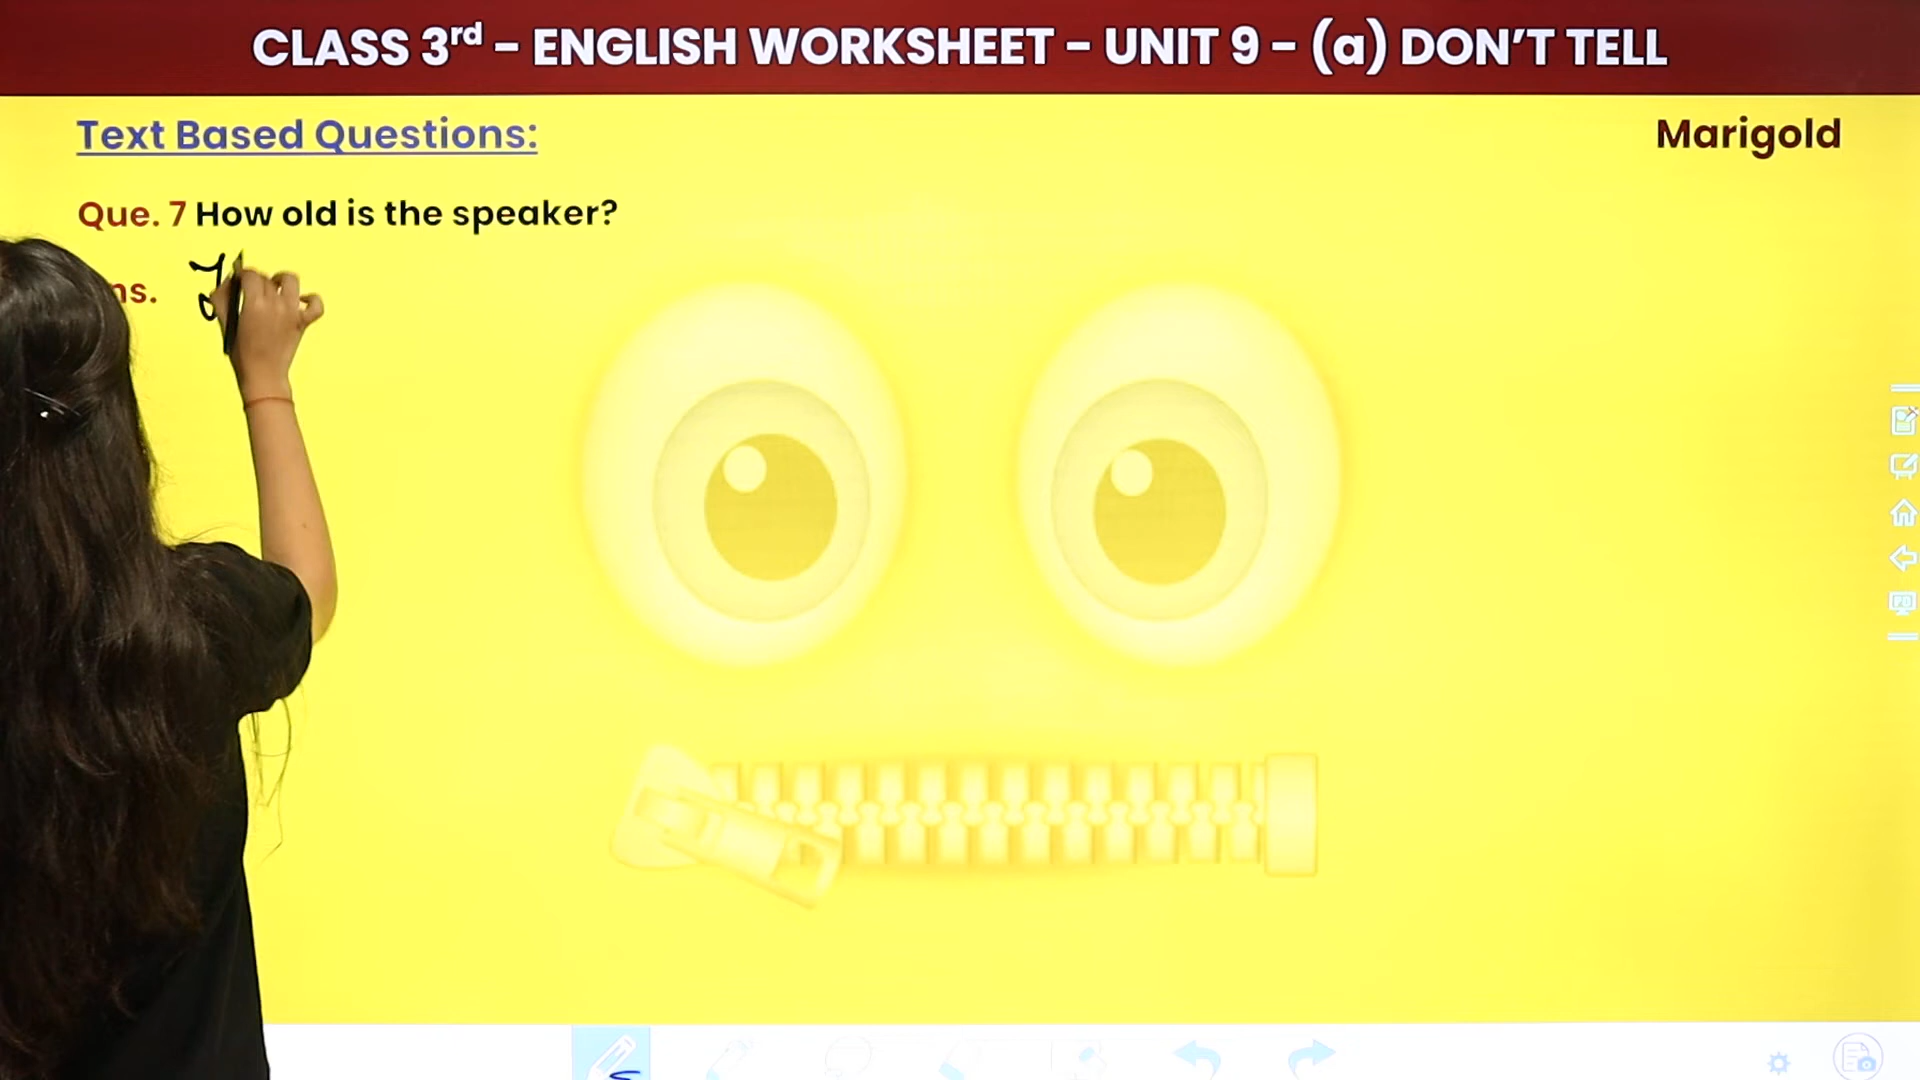 CLASS 3rd – ENGLISH WORKSHEET – UNIT 9 – (a) DON'T TELL
Text Based Questions:
Marigold
Que. 7 How old is the speaker?
ns.